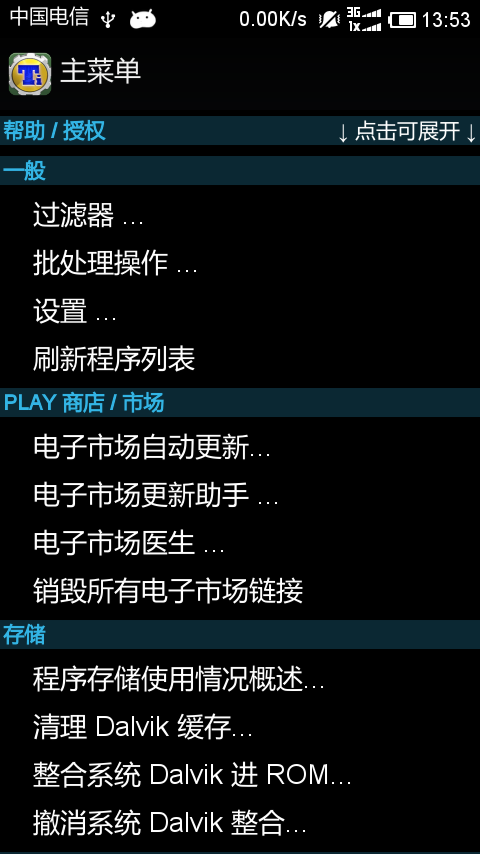 中国电信 0.00K/s 3G 1x 13:53
主菜单
帮助 / 授权 ↓ 点击可展开 ↓
一般
过滤器 ...
批处理操作 ...
设置 ...
刷新程序列表
PLAY 商店 / 市场
电子市场自动更新...
电子市场更新助手 ...
电子市场医生 ...
销毁所有电子市场链接
存储
程序存储使用情况概述...
清理 Dalvik 缓存...
整合系统 Dalvik 进 ROM...
撤消系统 Dalvik 整合...